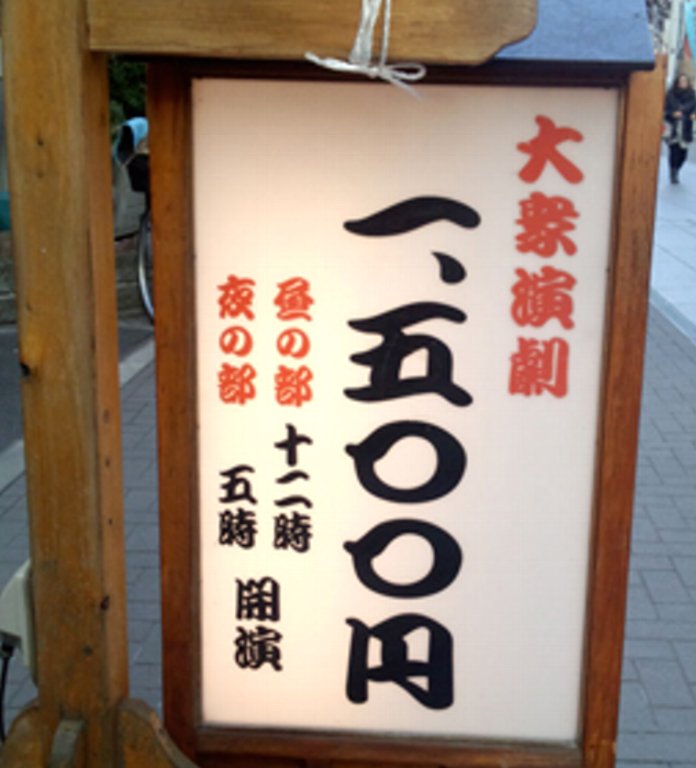 大衆演劇
一、五〇〇円
昼の部 十二時
夜の部 五時
開演